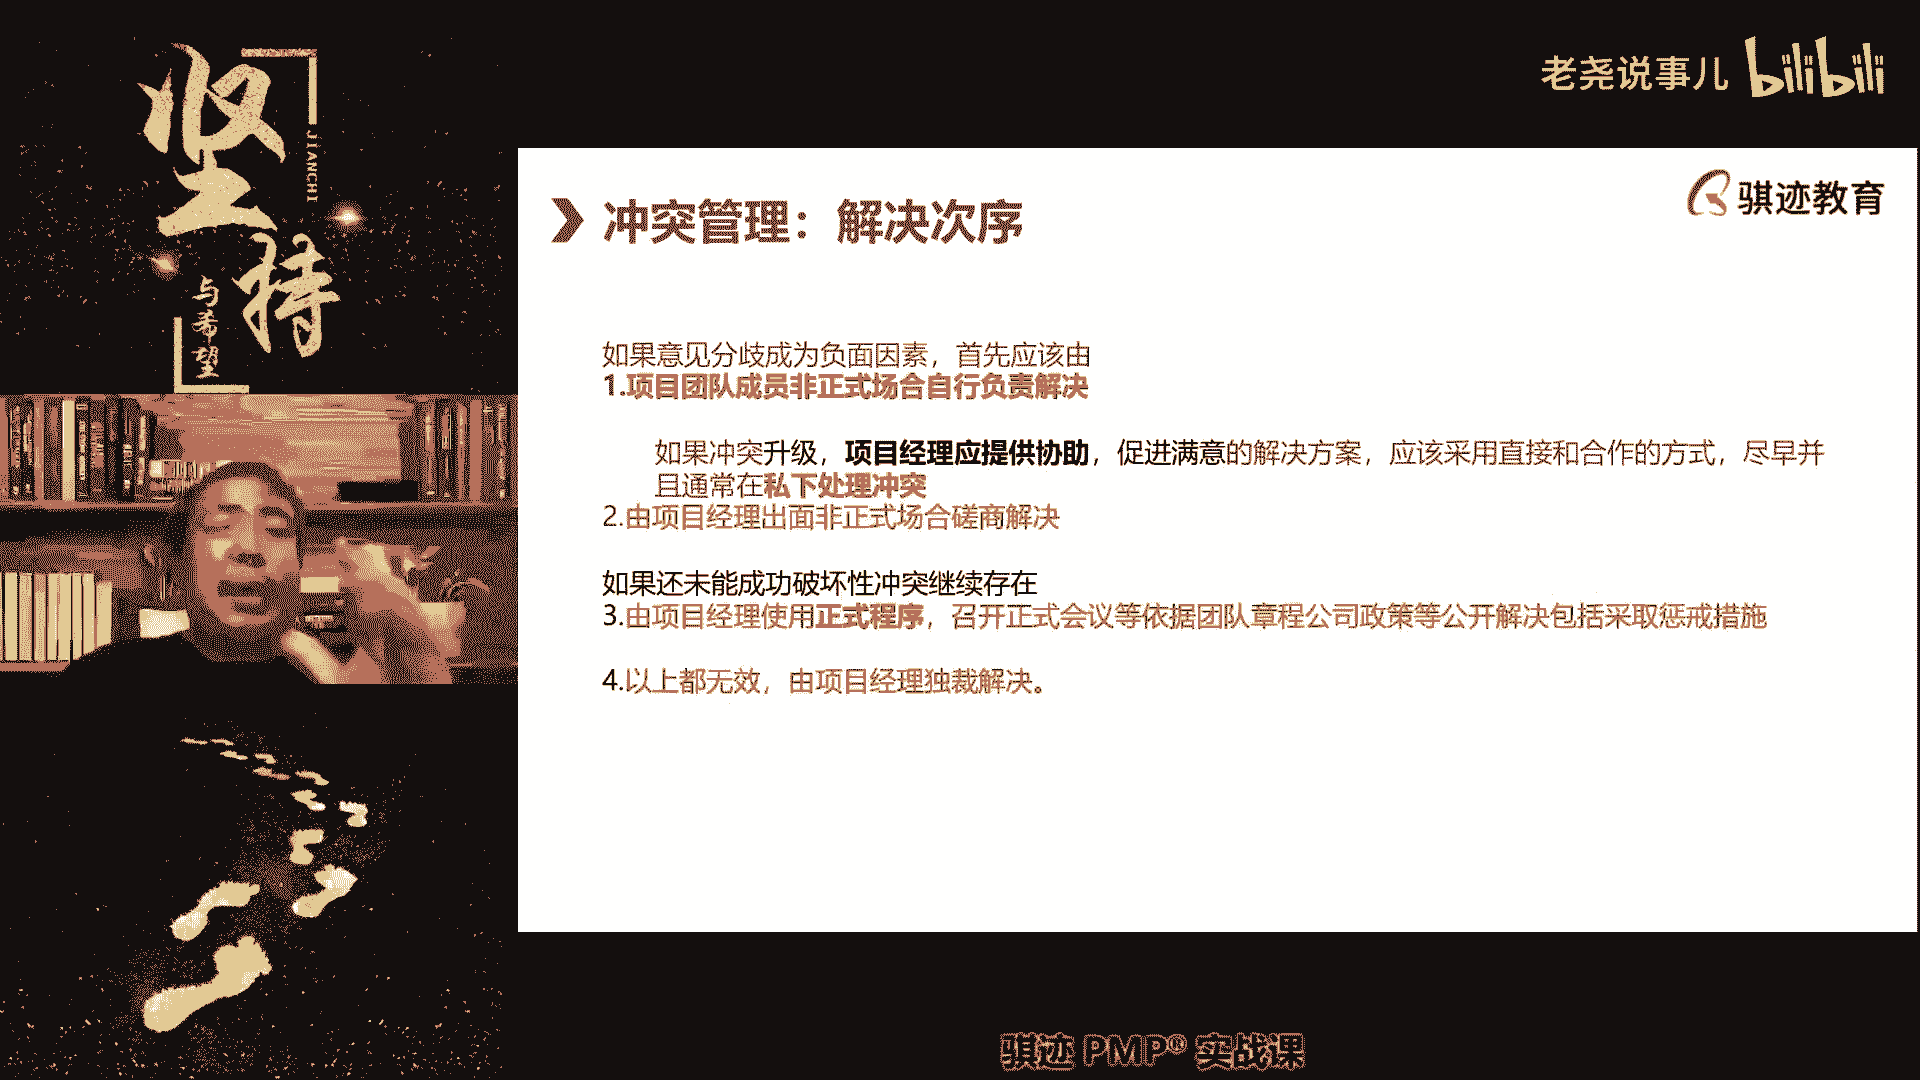 坚持
JIANCHI
与希望
老尧说事儿 bilibili
骐迹教育
冲突管理：解决次序
如果意见分歧成为负面因素，首先应该由
1.项目团队成员非正式场合自行负责解决
如果冲突升级，项目经理应提供协助，促进满意的解决方案，应该采用直接和合作的方式，尽早并
且通常在私下处理冲突
2.由项目经理出面非正式场合磋商解决
如果还未能成功破坏性冲突继续存在
3.由项目经理使用正式程序，召开正式会议等依据团队章程公司政策等公开解决包括采取惩戒措施
4.以上都无效，由项目经理独裁解决。
骐迹 PMP® 实战课